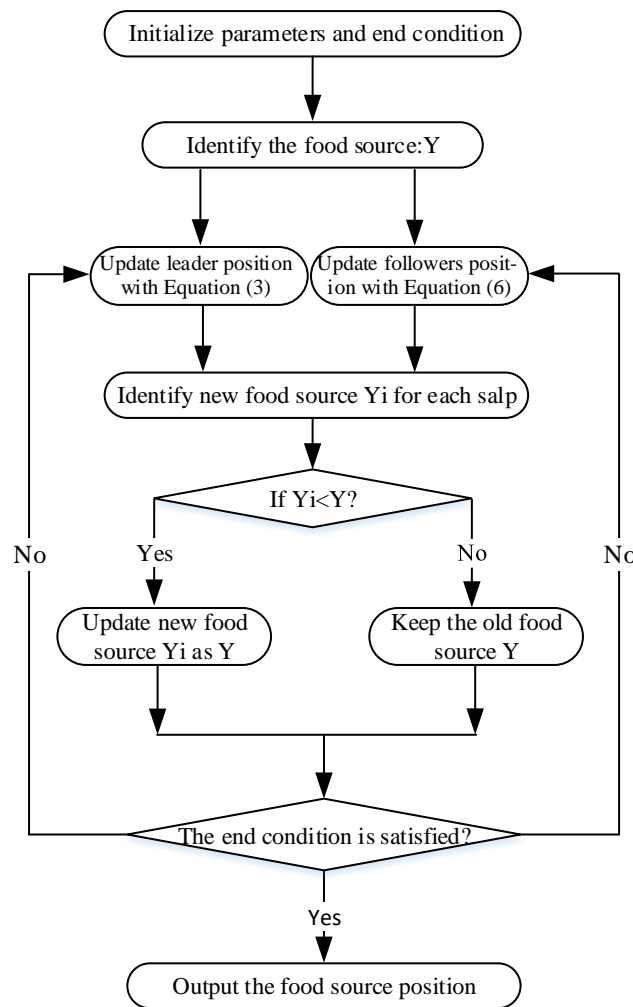 Initialize parameters and end condition
Identify the food source:Y
Update leader position
with Equation (3)
Update followers posit-
ion with Equation (6)
Identify new food source Yi for each salp
If Yi<Y?
Yes
No
No
No
Update new food
source Yi as Y
Keep the old food
source Y
The end condition is satisfied?
Yes
Output the food source position